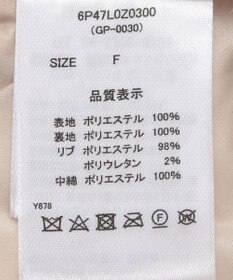 6P47L0Z0300
(GP-0030)
SIZE F
品質表示
表地 ポリエステル 100%
裏地 ポリエステル 100%
リブ ポリエステル 98%
ポリウレタン 2%
中綿 ポリエステル 100%
Y678